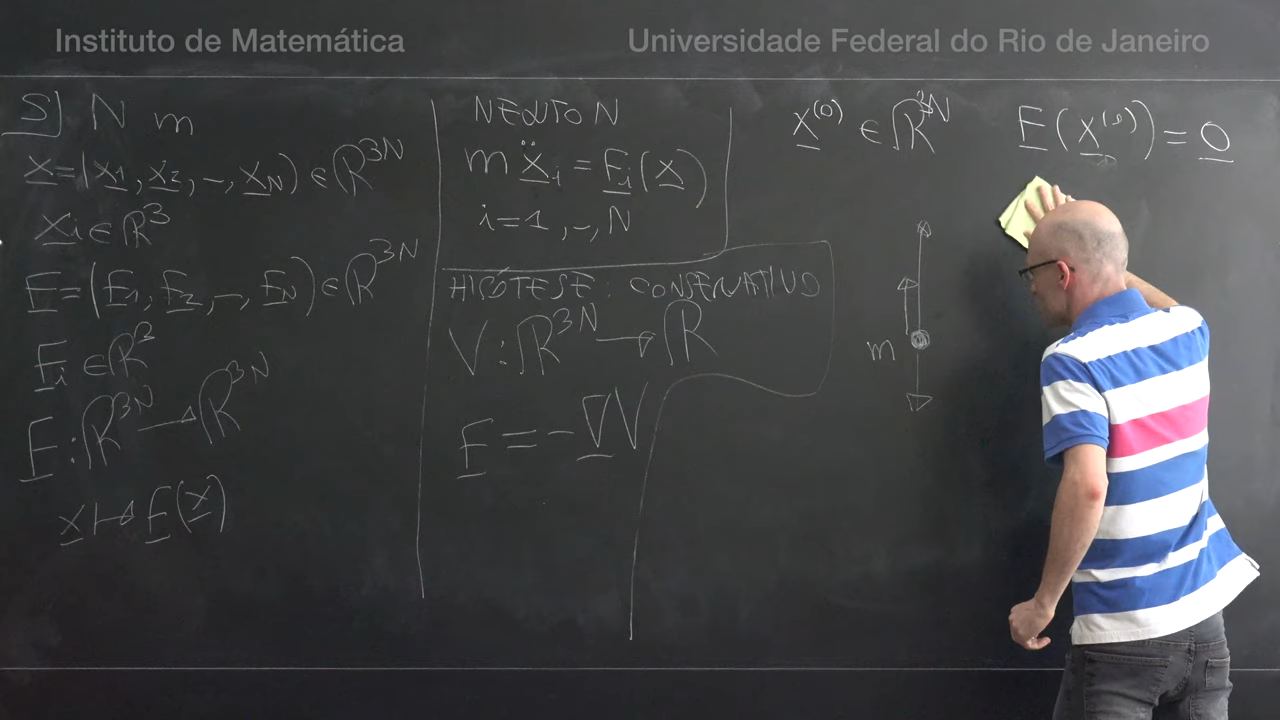 Instituto de Matemática
Universidade Federal do Rio de Janeiro
S] N m
x=(x1, x2, -, xN) ∈ ℝ^3N
xi ∈ ℝ^3
F=(F1, F2, -, FN) ∈ ℝ^3N
Fi ∈ ℝ^3
F: ℝ^3N → ℝ^3N
x ↦ F(x)
NEWTON
m ẍi = Fi(x)
i=1, -, N
HIPÓTESE: CONSERVATIVO
V: ℝ^3N → ℝ
F = -∇V
x^(0) ∈ ℝ^3N
F(x^(0)) = 0
m